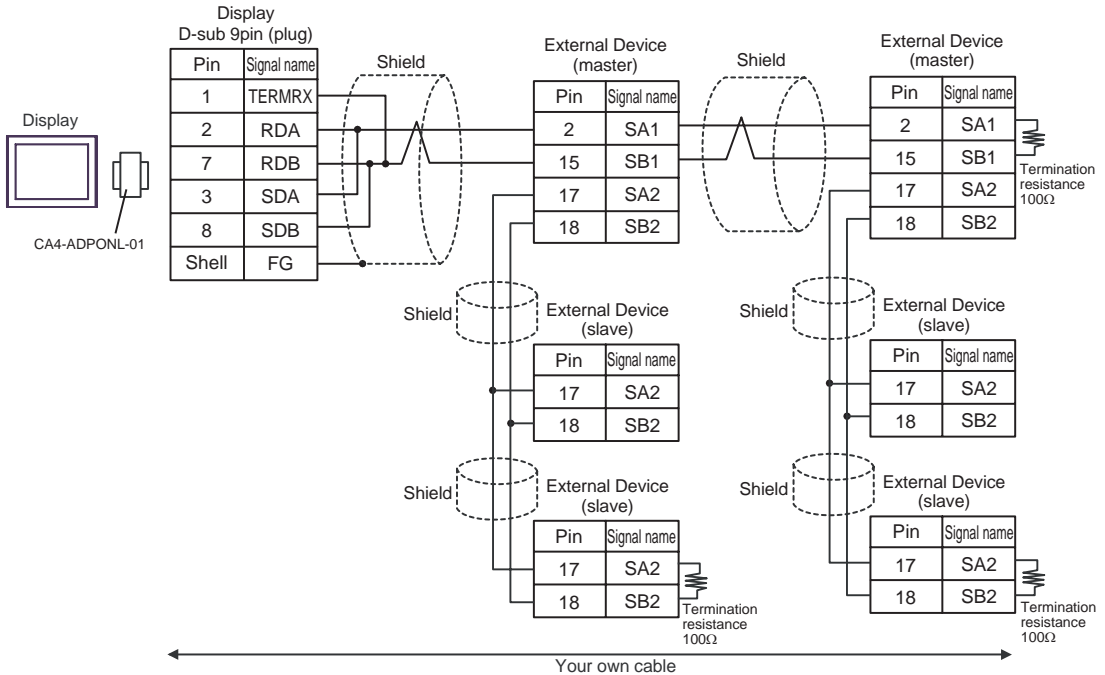 Display
D-sub 9pin (plug)
Pin Signal name
1 TERMRX
2 RDA
7 RDB
3 SDA
8 SDB
Shell FG
Display
CA4-ADPONL-01
Shield
External Device
(master)
Pin Signal name
2 SA1
15 SB1
17 SA2
18 SB2
Shield
External Device
(master)
Pin Signal name
2 SA1
15 SB1
17 SA2
18 SB2
Termination
resistance
100Ω
Shield
External Device
(slave)
Pin Signal name
17 SA2
18 SB2
Shield
External Device
(slave)
Pin Signal name
17 SA2
18 SB2
Shield
External Device
(slave)
Pin Signal name
17 SA2
18 SB2
Termination
resistance
100Ω
Shield
External Device
(slave)
Pin Signal name
17 SA2
18 SB2
Termination
resistance
100Ω
Your own cable